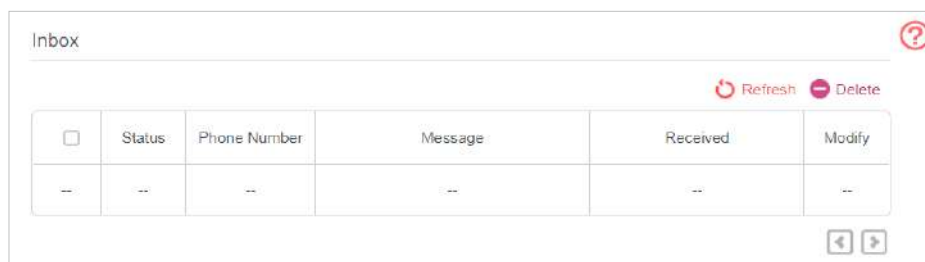 Inbox
?
Refresh Delete
Status Phone Number Message Received Modify
-- -- -- -- -- --